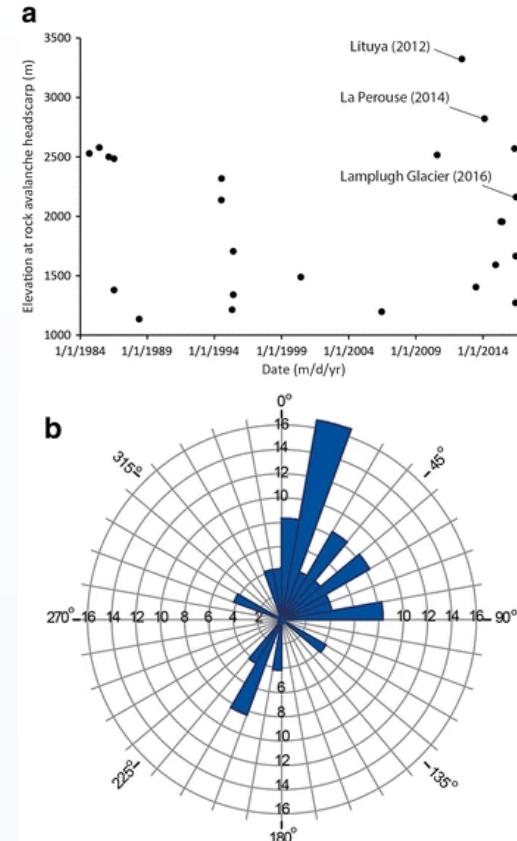 a
Elevation at rock avalanche headscarp (m)
3500
3000
2500
2000
1500
1000
Lituya (2012)
La Perouse (2014)
Lamplugh Glacier (2016)
1/1/1984 1/1/1989 1/1/1994 1/1/1999 1/1/2004 1/1/2009 1/1/2014
Date (m/d/yr)
b
0°
16
14
12
10
315°
45°
270° 16 14 12 10 8 6 4 2 10 12 14 16 90°
6
8
10
12
14
16
225°
135°
180°